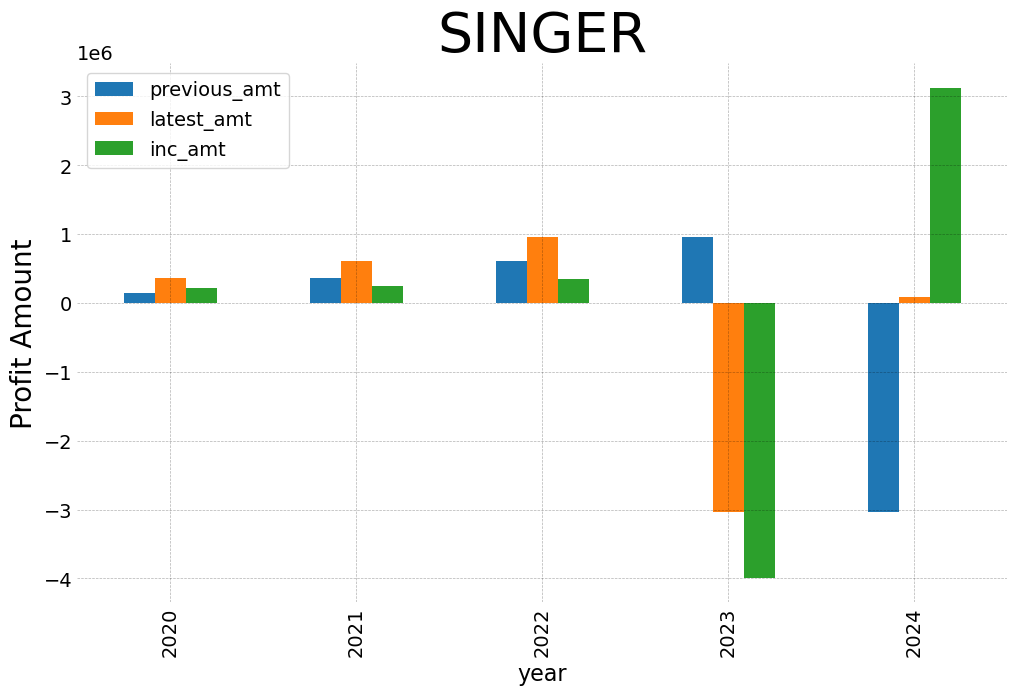 SINGER
1e6
previous_amt
latest_amt
inc_amt
3
2
1
0
−1
−2
−3
−4
Profit Amount
2020
2021
2022
2023
2024
year